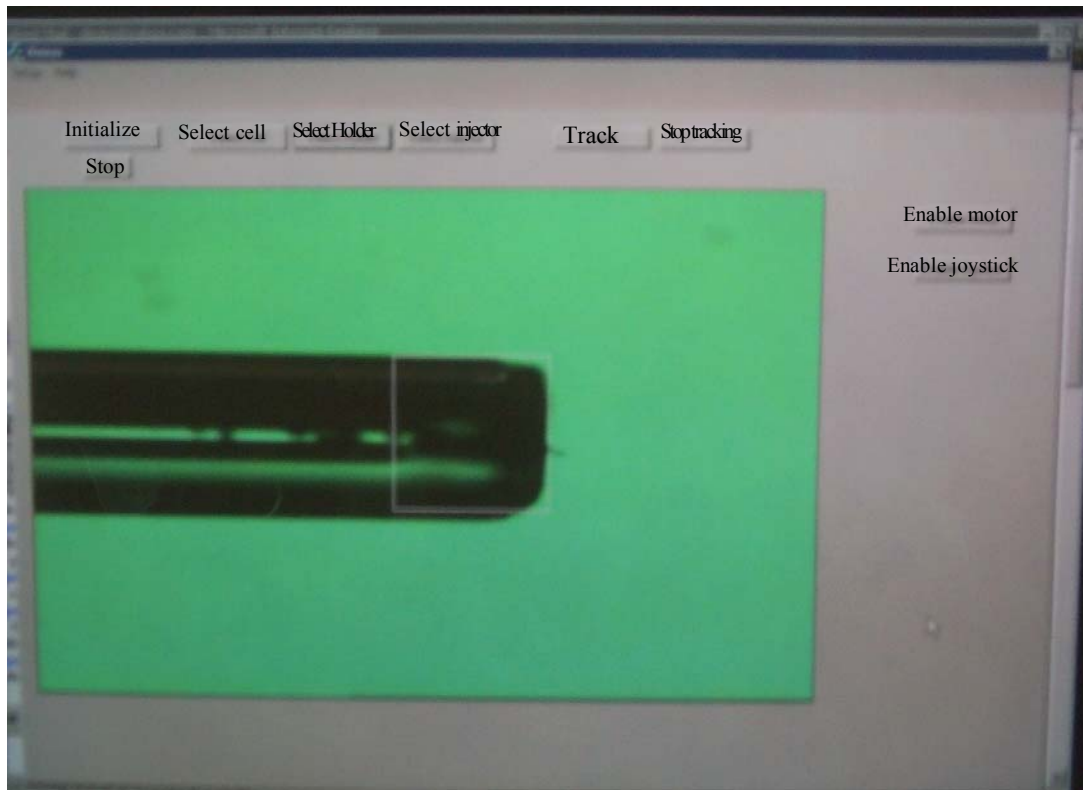 Initialize
Select cell
Select Holder
Select injector
Track
Stop tracking
Stop
Enable motor
Enable joystick